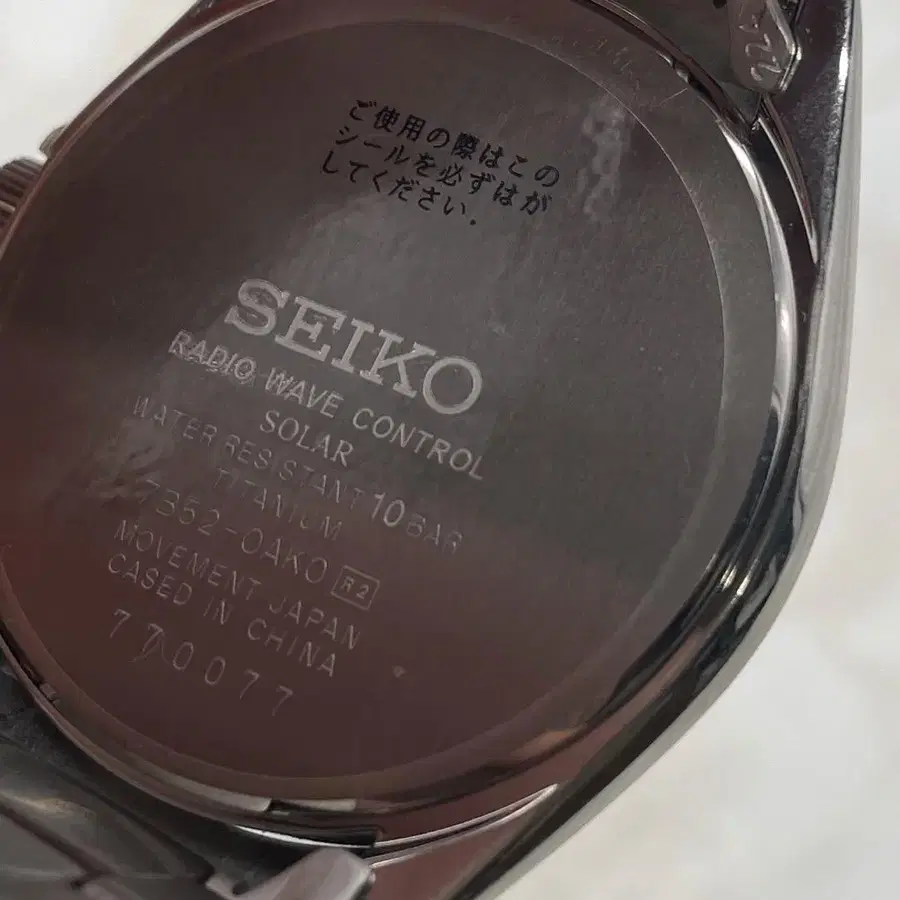 ご使用の際はこの
シールを必ずはが
してください.
SEIKO
RADIO WAVE CONTROL
SOLAR
WATER RESISTANT 10 BAR
TITANIUM
7B52-0AK0 R2
MOVEMENT JAPAN
CASED IN CHINA
770077